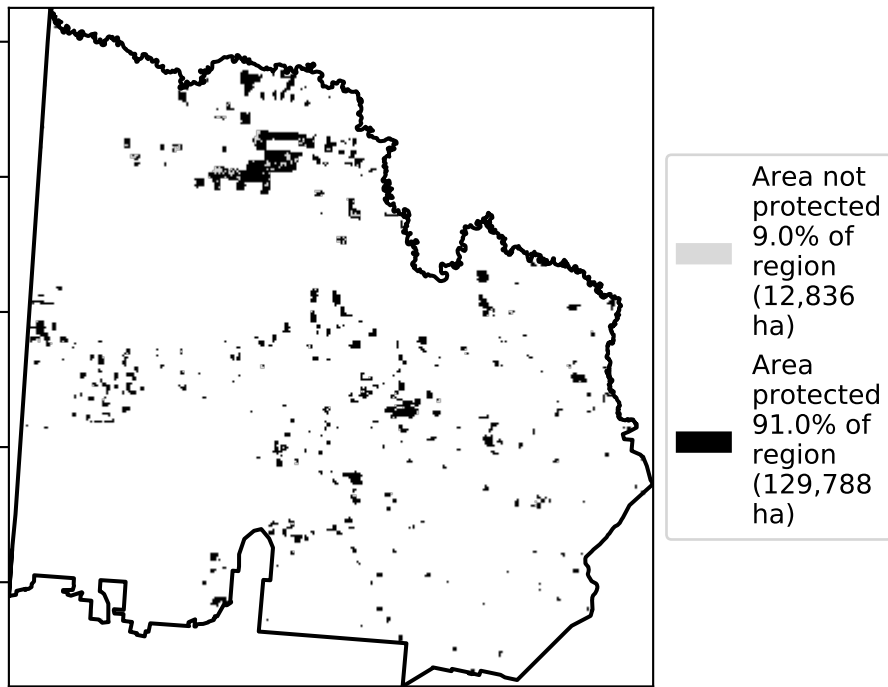 Area not
protected
9.0% of
region
(12,836
ha)
Area
protected
91.0% of
region
(129,788
ha)